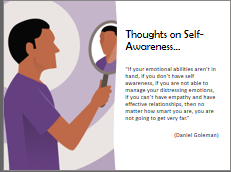 Thoughts on Self-
Awareness...
"If your emotional abilities aren't in
hand, if you don't have self
awareness, if you are not able to
manage your distressing emotions,
if you can't have empathy and have
effective relationships, then no
matter how smart you are, you are
not going to get very far."
(Daniel Goleman)